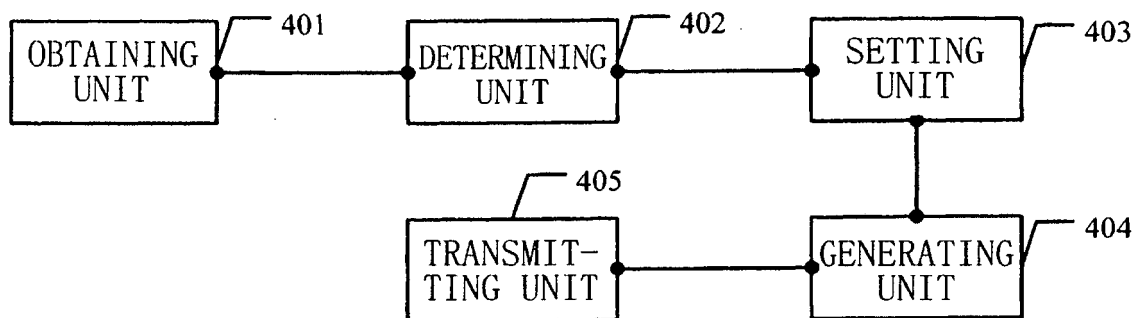 401
OBTAINING
UNIT
402
DETERMINING
UNIT
403
SETTING
UNIT
405
TRANSMIT-
TING UNIT
404
GENERATING
UNIT